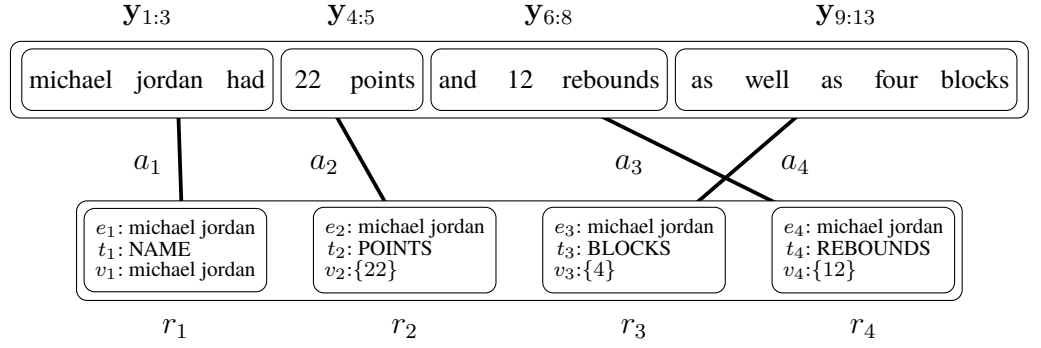 y1:3 y4:5 y6:8 y9:13
michael jordan had 22 points and 12 rebounds as well as four blocks
a1 a2 a3 a4
e1: michael jordan e2: michael jordan e3: michael jordan e4: michael jordan
t1: NAME t2: POINTS t3: BLOCKS t4: REBOUNDS
v1: michael jordan v2:{22} v3:{4} v4:{12}
r1 r2 r3 r4